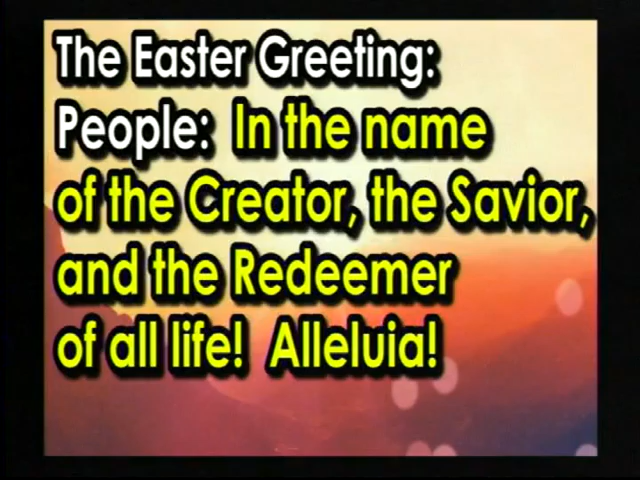 The Easter Greeting:
People:  In the name
of the Creator, the Savior,
and the Redeemer
of all life!  Alleluia!